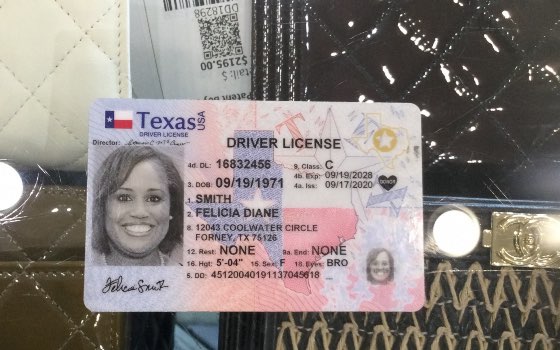 DD18298
$2195.00
Texas USA
DRIVER LICENSE
Director:
DRIVER LICENSE
4d. DL: 16832456 9. Class: C
3. DOB: 09/19/1971 4b. Exp: 09/19/2028
4a. Iss: 09/17/2020
1. SMITH
2. FELICIA DIANE
8. 12043 COOLWATER CIRCLE
FORNEY, TX 75126
12. Rest: NONE 9a. End: NONE
16. Hgt: 5'-04" 15. Sex: F 18. Eyes: BRO
5. DD: 45120040191137045618
DONOR
Felicia Smith